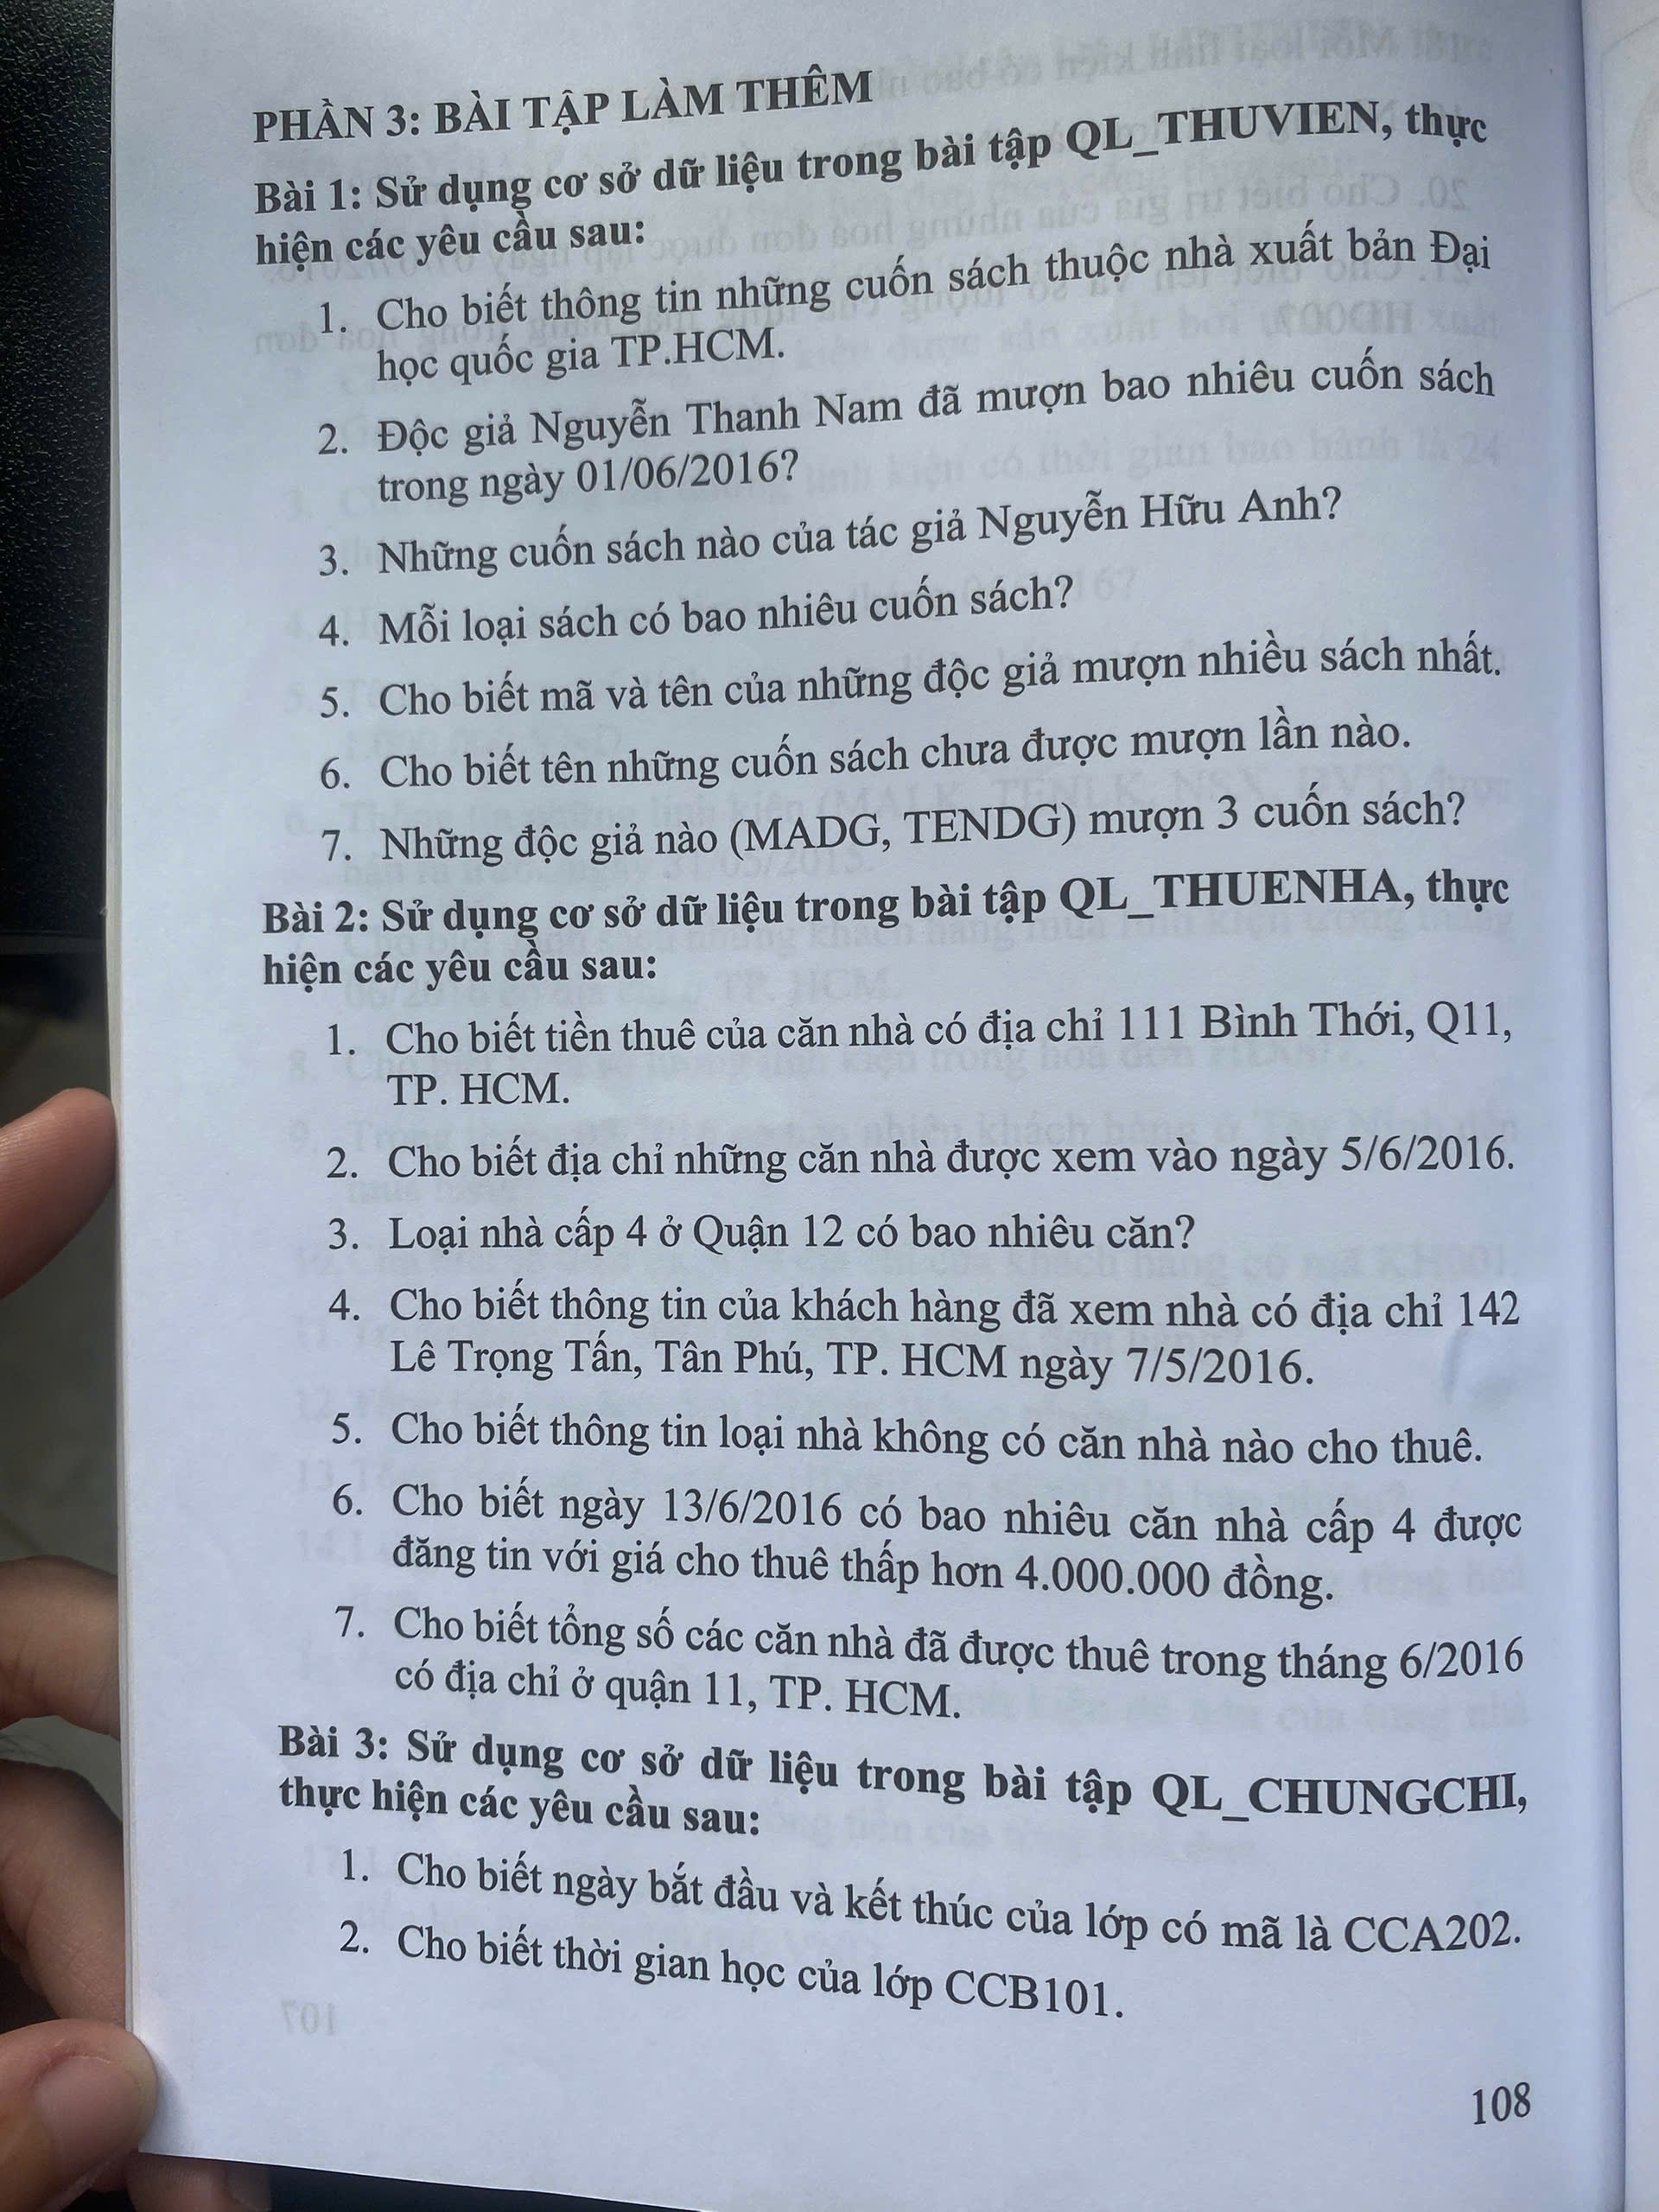 PHẦN 3: BÀI TẬP LÀM THÊM
Bài 1: Sử dụng cơ sở dữ liệu trong bài tập QL_THUVIEN, thực
hiện các yêu cầu sau:
1. Cho biết thông tin những cuốn sách thuộc nhà xuất bản Đại
học quốc gia TP.HCM.
2. Độc giả Nguyễn Thanh Nam đã mượn bao nhiêu cuốn sách
trong ngày 01/06/2016?
3. Những cuốn sách nào của tác giả Nguyễn Hữu Anh?
4. Mỗi loại sách có bao nhiêu cuốn sách?
5. Cho biết mã và tên của những độc giả mượn nhiều sách nhất.
6. Cho biết tên những cuốn sách chưa được mượn lần nào.
7. Những độc giả nào (MADG, TENDG) mượn 3 cuốn sách?
Bài 2: Sử dụng cơ sở dữ liệu trong bài tập QL_THUENHA, thực
hiện các yêu cầu sau:
1. Cho biết tiền thuê của căn nhà có địa chỉ 111 Bình Thới, Q11,
TP. HCM.
2. Cho biết địa chỉ những căn nhà được xem vào ngày 5/6/2016.
3. Loại nhà cấp 4 ở Quận 12 có bao nhiêu căn?
4. Cho biết thông tin của khách hàng đã xem nhà có địa chỉ 142
Lê Trọng Tấn, Tân Phú, TP. HCM ngày 7/5/2016.
5. Cho biết thông tin loại nhà không có căn nhà nào cho thuê.
6. Cho biết ngày 13/6/2016 có bao nhiêu căn nhà cấp 4 được
đăng tin với giá cho thuê thấp hơn 4.000.000 đồng.
7. Cho biết tổng số các căn nhà đã được thuê trong tháng 6/2016
có địa chỉ ở quận 11, TP. HCM.
Bài 3: Sử dụng cơ sở dữ liệu trong bài tập QL_CHUNGCHI,
thực hiện các yêu cầu sau:
1. Cho biết ngày bắt đầu và kết thúc của lớp có mã là CCA202.
2. Cho biết thời gian học của lớp CCB101.
108